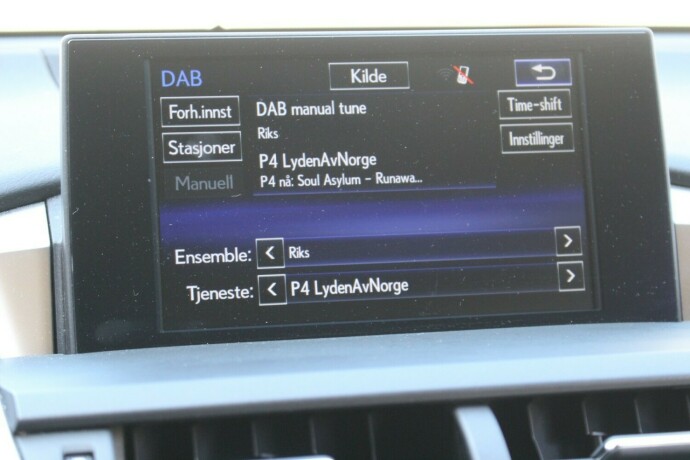 DAB
Kilde
Forh.innst
DAB manual tune
Time-shift
Riks
Stasjoner
Innstillinger
P4 LydenAvNorge
Manuell
P4 nå: Soul Asylum - Runawa...
Ensemble: < Riks >
Tjeneste: < P4 LydenAvNorge >